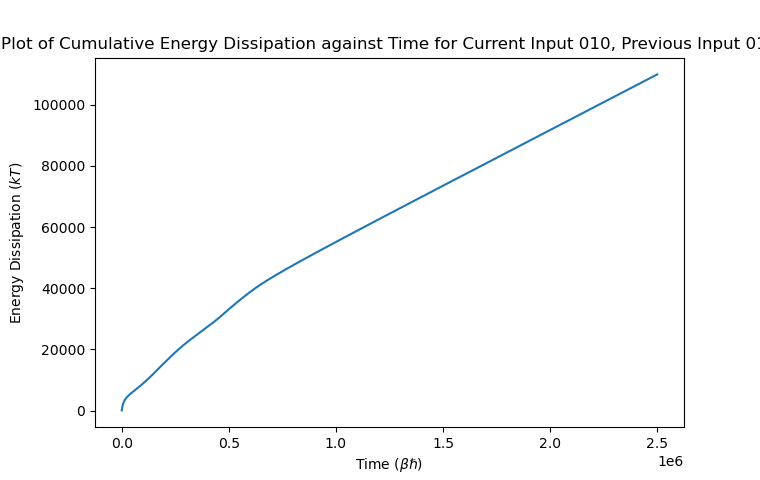 Plot of Cumulative Energy Dissipation against Time for Current Input 010, Previous Input 01
100000
80000
60000
40000
20000
0
Energy Dissipation (kT)
0.0 0.5 1.0 1.5 2.0 2.5
1e6
Time (βħ)